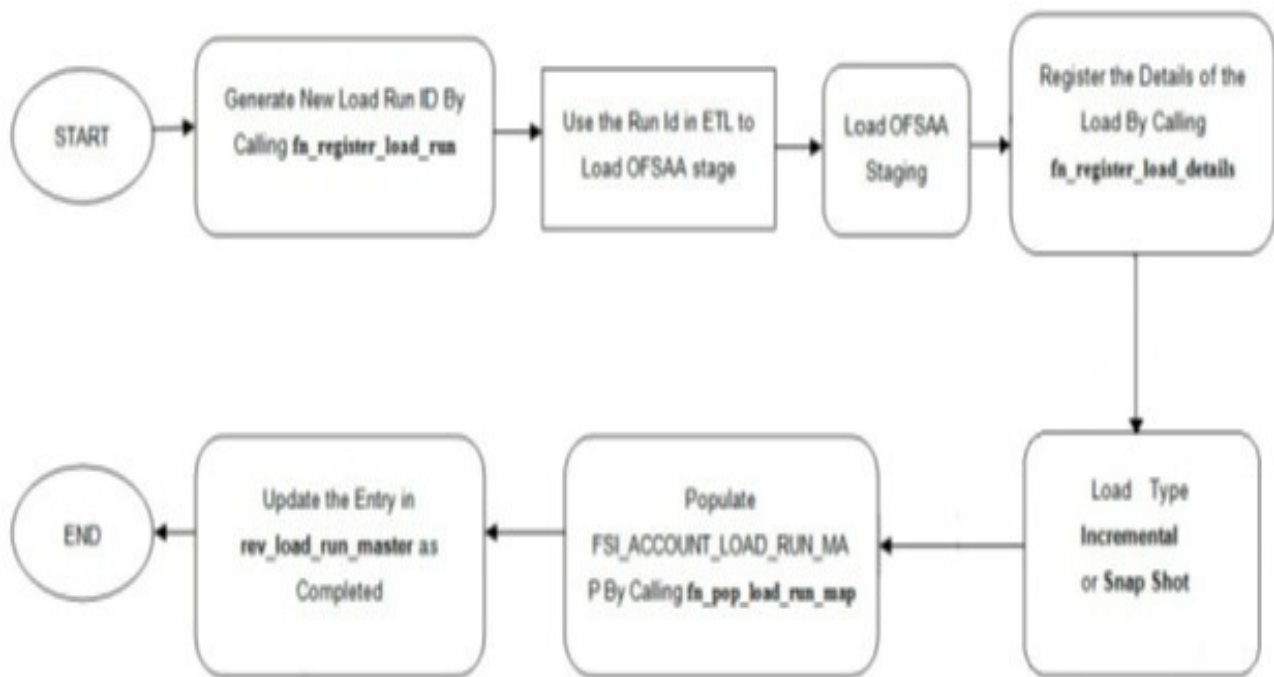 START
Generate New Load Run ID By
Calling fn_register_load_run
Use the Run Id in ETL to
Load OFSAA stage
Load OFSAA
Staging
Register the Details of the
Load By Calling
fn_register_load_details
Load Type
Incremental
or Snap Shot
Populate
FSI_ACCOUNT_LOAD_RUN_MA
P By Calling fn_pop_load_run_map
Update the Entry in
rev_load_run_master as
Completed
END